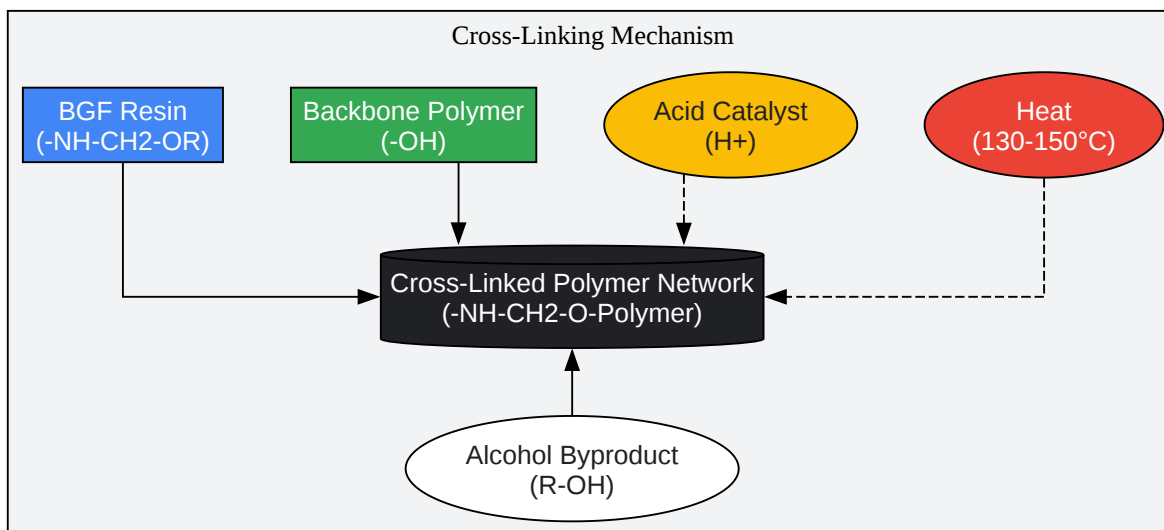 Cross-Linking Mechanism
BGF Resin
(-NH-CH2-OR)
Backbone Polymer
(-OH)
Acid Catalyst
(H+)
Heat
(130-150°C)
Cross-Linked Polymer Network
(-NH-CH2-O-Polymer)
Alcohol Byproduct
(R-OH)